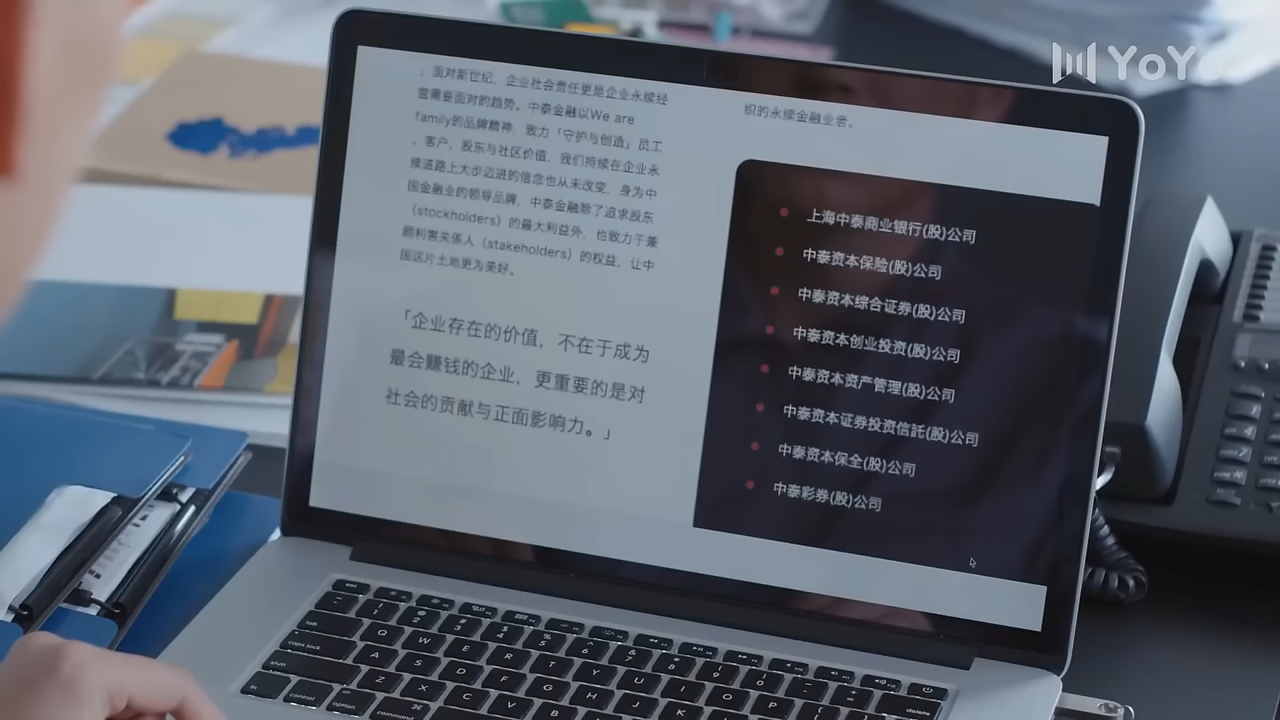 YoYo
，面对新世纪，企业社会责任更是企业永续经
营需要面对的趋势。中泰金融以We are
family的品牌精神，致力「守护与创造」员工
、客户、股东与社区价值，我们持续在企业永
续道路上大步迈进的信念也从未改变，身为中
国金融业的领导品牌，中泰金融除了追求股东
（stockholders）的最大利益外，也致力于兼
顾利害关係人（stakeholders）的权益，让中
国这片土地更为美好。
「企业存在的价值，不在于成为
最会赚钱的企业，更重要的是对
社会的贡献与正面影响力。」
织的永续金融业者。
上海中泰商业银行(股)公司
中泰资本保险(股)公司
中泰资本综合证券(股)公司
中泰资本创业投资(股)公司
中泰资本资产管理(股)公司
中泰资本证券投资信託(股)公司
中泰资本保全(股)公司
中泰彩券(股)公司
esc
Q W E R T Y U I O P
caps lock A S D F G H J K L
shift Z X C V B N M
fn control option command
delete